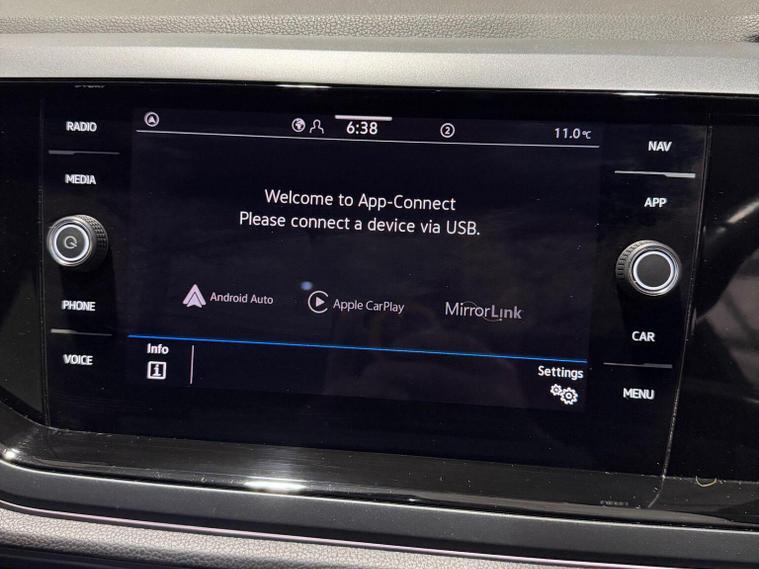 RADIO
MEDIA
PHONE
VOICE
6:38
2
11.0°C
Welcome to App-Connect
Please connect a device via USB.
Android Auto
Apple CarPlay
MirrorLink
Info
i
Settings
NAV
APP
CAR
MENU